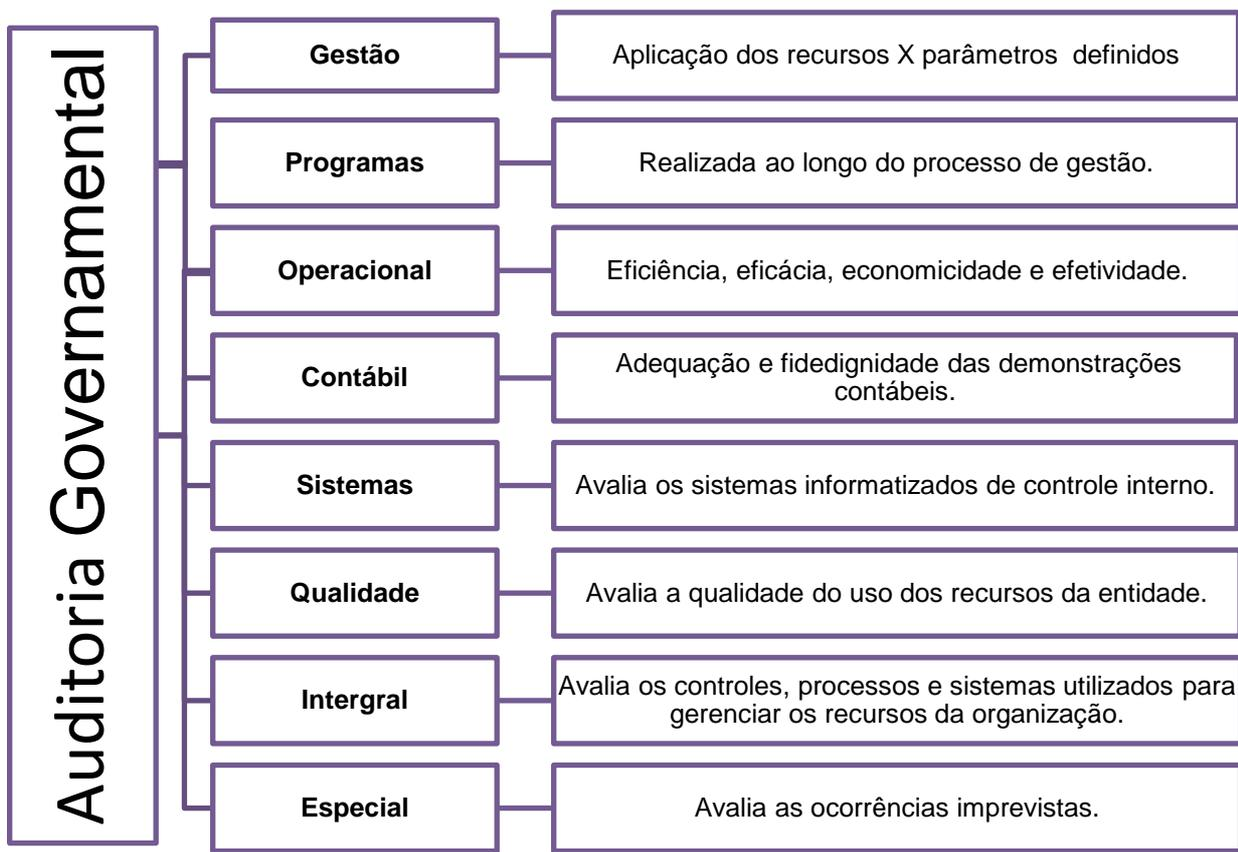 Auditoria Governamental
Gestão
Aplicação dos recursos X parâmetros definidos
Programas
Realizada ao longo do processo de gestão.
Operacional
Eficiência, eficácia, economicidade e efetividade.
Contábil
Adequação e fidedignidade das demonstrações
contábeis.
Sistemas
Avalia os sistemas informatizados de controle interno.
Qualidade
Avalia a qualidade do uso dos recursos da entidade.
Intergral
Avalia os controles, processos e sistemas utilizados para
gerenciar os recursos da organização.
Especial
Avalia as ocorrências imprevistas.